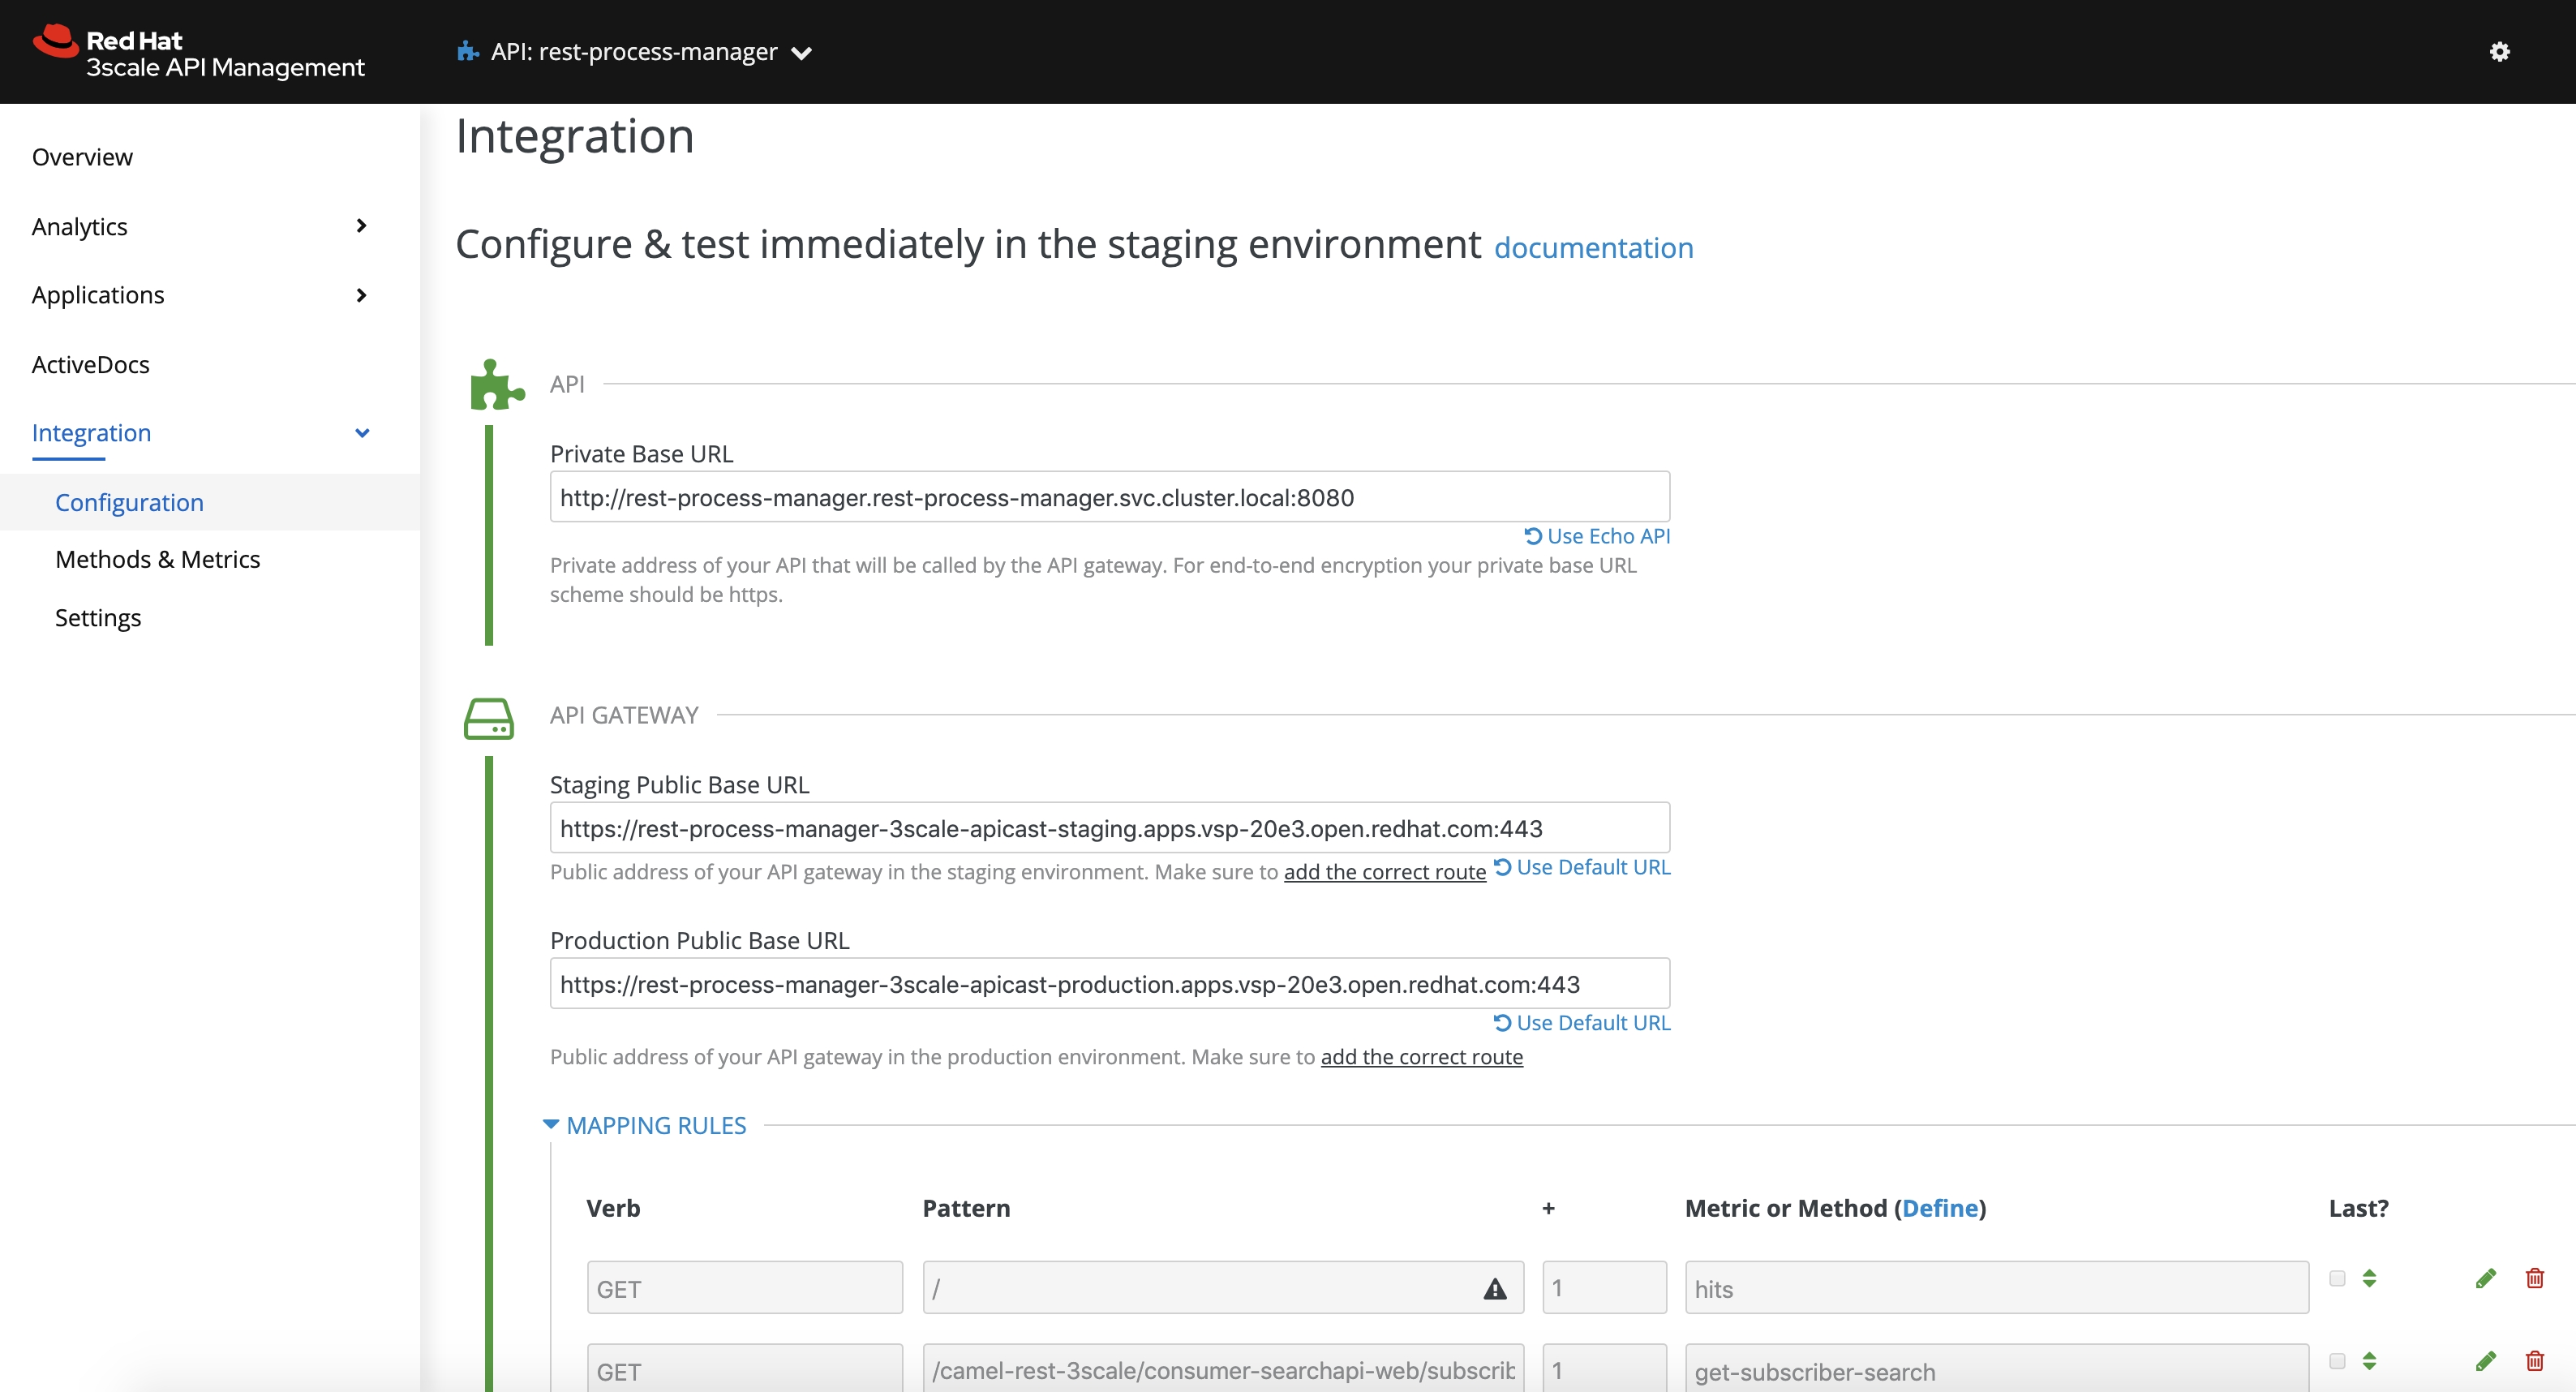 Red Hat
3scale API Management
API: rest-process-manager
Overview
Analytics
Applications
ActiveDocs
Integration
Configuration
Methods & Metrics
Settings
Integration
Configure & test immediately in the staging environment documentation
API
Private Base URL
http://rest-process-manager.rest-process-manager.svc.cluster.local:8080
Use Echo API
Private address of your API that will be called by the API gateway. For end-to-end encryption your private base URL
scheme should be https.
API GATEWAY
Staging Public Base URL
https://rest-process-manager-3scale-apicast-staging.apps.vsp-20e3.open.redhat.com:443
Public address of your API gateway in the staging environment. Make sure to add the correct route Use Default URL
Production Public Base URL
https://rest-process-manager-3scale-apicast-production.apps.vsp-20e3.open.redhat.com:443
Use Default URL
Public address of your API gateway in the production environment. Make sure to add the correct route
MAPPING RULES
Verb Pattern + Metric or Method (Define) Last?
GET / 1 hits
GET /camel-rest-3scale/consumer-searchapi-web/subscrib 1 get-subscriber-search